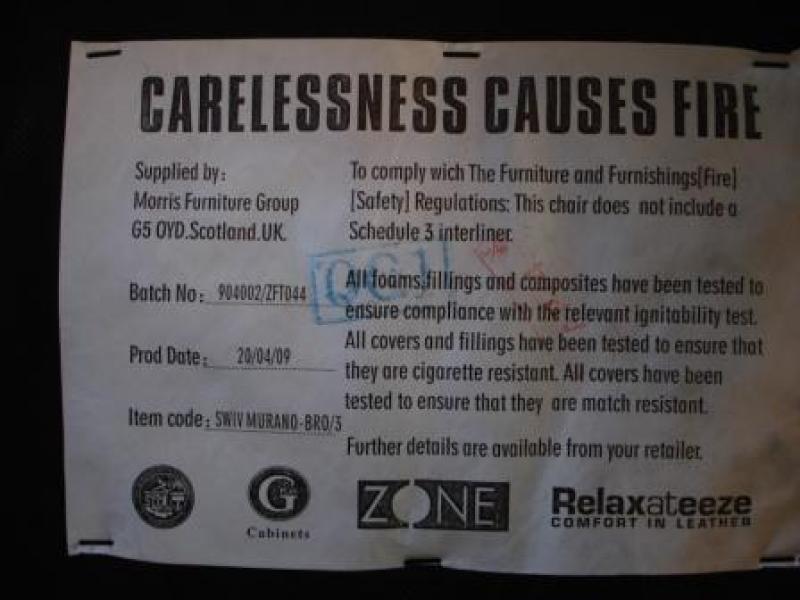 CARELESSNESS CAUSES FIRE
Supplied by:
Morris Furniture Group
G5 OYD.Scotland.UK.
Batch No: 904002/ZFT044
Prod Date: 20/04/09
Item code: SWIV MURANO-BRO/3
To comply wich The Furniture and Furnishings[Fire]
[Safety] Regulations: This chair does not include a
Schedule 3 interliner.
All foams,fillings and composites have been tested to
ensure compliance with the relevant ignitability test.
All covers and fillings have been tested to ensure that
they are cigarette resistant. All covers have been
tested to ensure that they are match resistant.
Further details are available from your retailer.
QC1
G
Cabinets
ZONE
Relaxateeze
COMFORT IN LEATHER